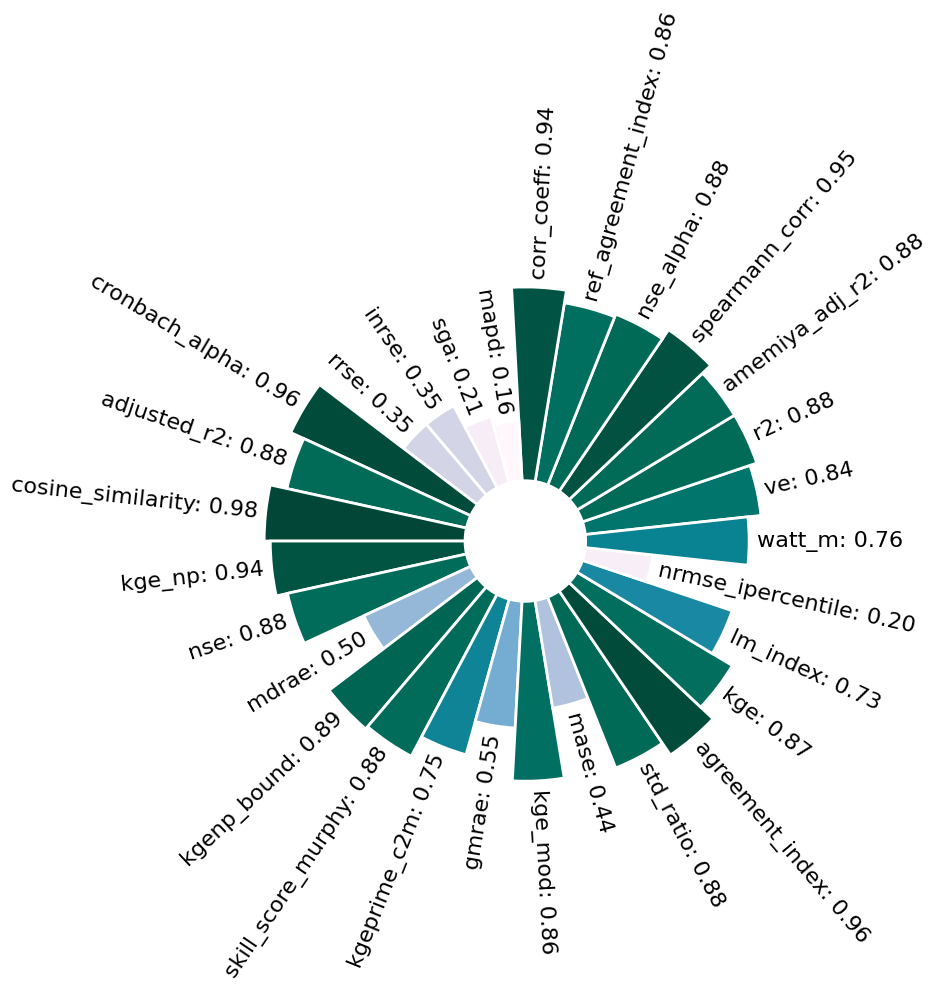 corr_coeff: 0.94
ref_agreement_index: 0.86
nse_alpha: 0.88
spearmann_corr: 0.95
amemiya_adj_r2: 0.88
r2: 0.88
ve: 0.84
watt_m: 0.76
nrmse_ipercentile: 0.20
lm_index: 0.73
kge: 0.87
agreement_index: 0.96
std_ratio: 0.88
mase: 0.44
kge_mod: 0.86
gmrae: 0.55
kgeprime_c2m: 0.75
skill_score_murphy: 0.88
kgenp_bound: 0.89
mdrae: 0.50
nse: 0.88
kge_np: 0.94
cosine_similarity: 0.98
adjusted_r2: 0.88
cronbach_alpha: 0.96
rrse: 0.35
inrse: 0.35
sga: 0.21
mapd: 0.16